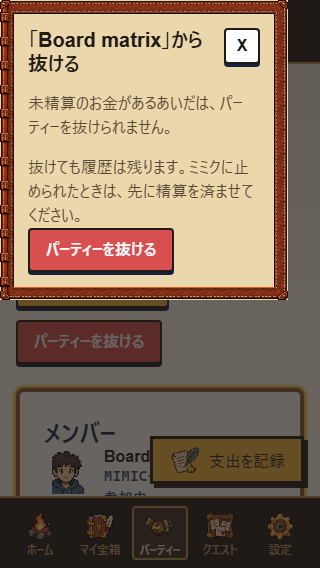 「Board matrix」から
抜ける
X
未精算のお金があるあいだは、パー
ティーを抜けられません。
抜けても履歴は残ります。ミミクに止
められたときは、先に精算を済ませて
ください。
パーティーを抜ける
パーティーを抜ける
メンバー
Board
MIMIC-
参加中
支出を記録
ホーム
マイ宝箱
パーティー
クエスト
設定